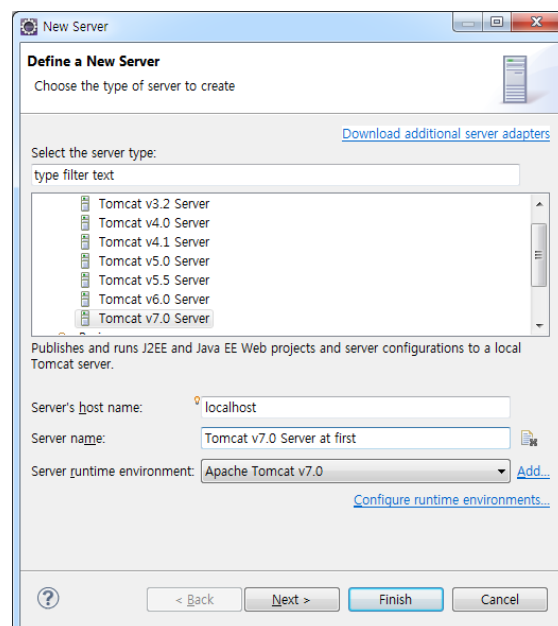 New Server
Define a New Server
Choose the type of server to create
Download additional server adapters
Select the server type:
type filter text
Tomcat v3.2 Server
Tomcat v4.0 Server
Tomcat v4.1 Server
Tomcat v5.0 Server
Tomcat v5.5 Server
Tomcat v6.0 Server
Tomcat v7.0 Server
Publishes and runs J2EE and Java EE Web projects and server configurations to a local
Tomcat server.
Server's host name: localhost
Server name: Tomcat v7.0 Server at first
Server runtime environment: Apache Tomcat v7.0 Add...
Configure runtime environments...
? < Back Next > Finish Cancel